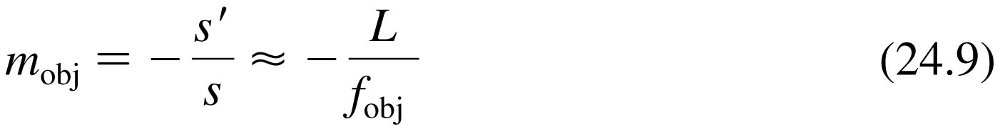 m_obj = − s′/s ≈ − L/f_obj (24.9)